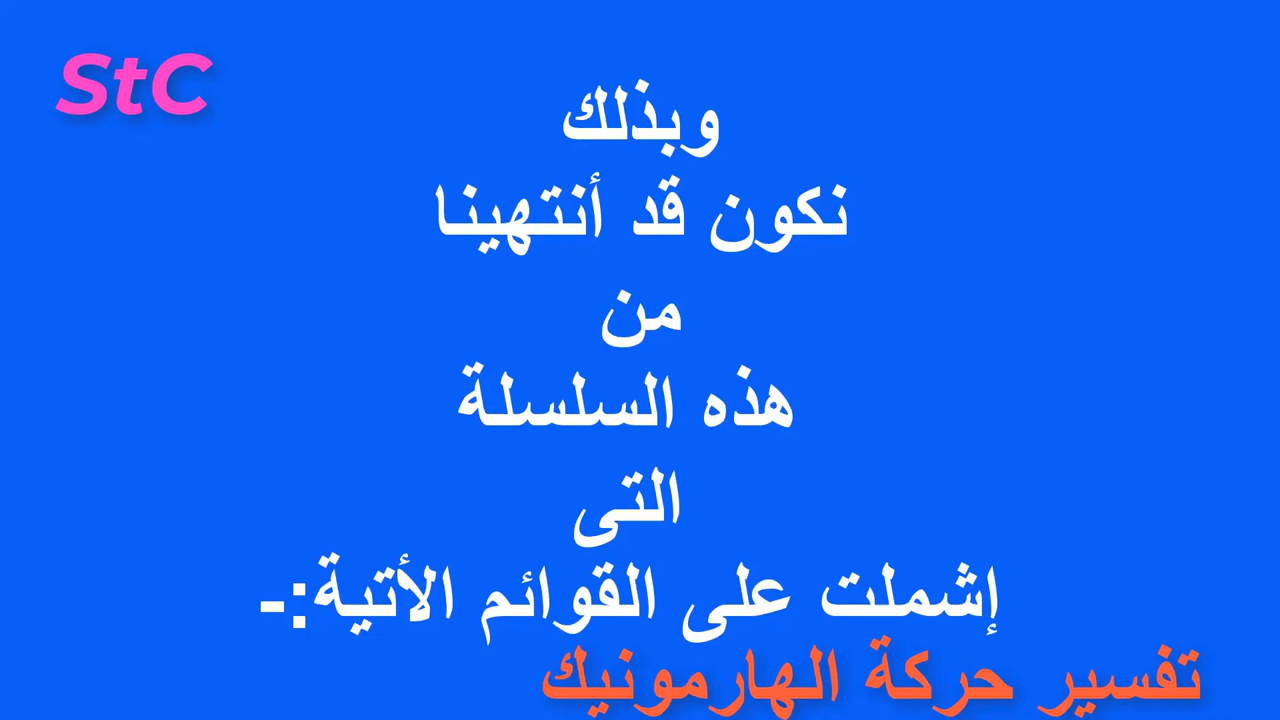 StC
وبذلك
نكون قد أنتهينا
من
هذه السلسلة
التى
إشملت على القوائم الأتية:-
تفسير حركة الهارمونيك